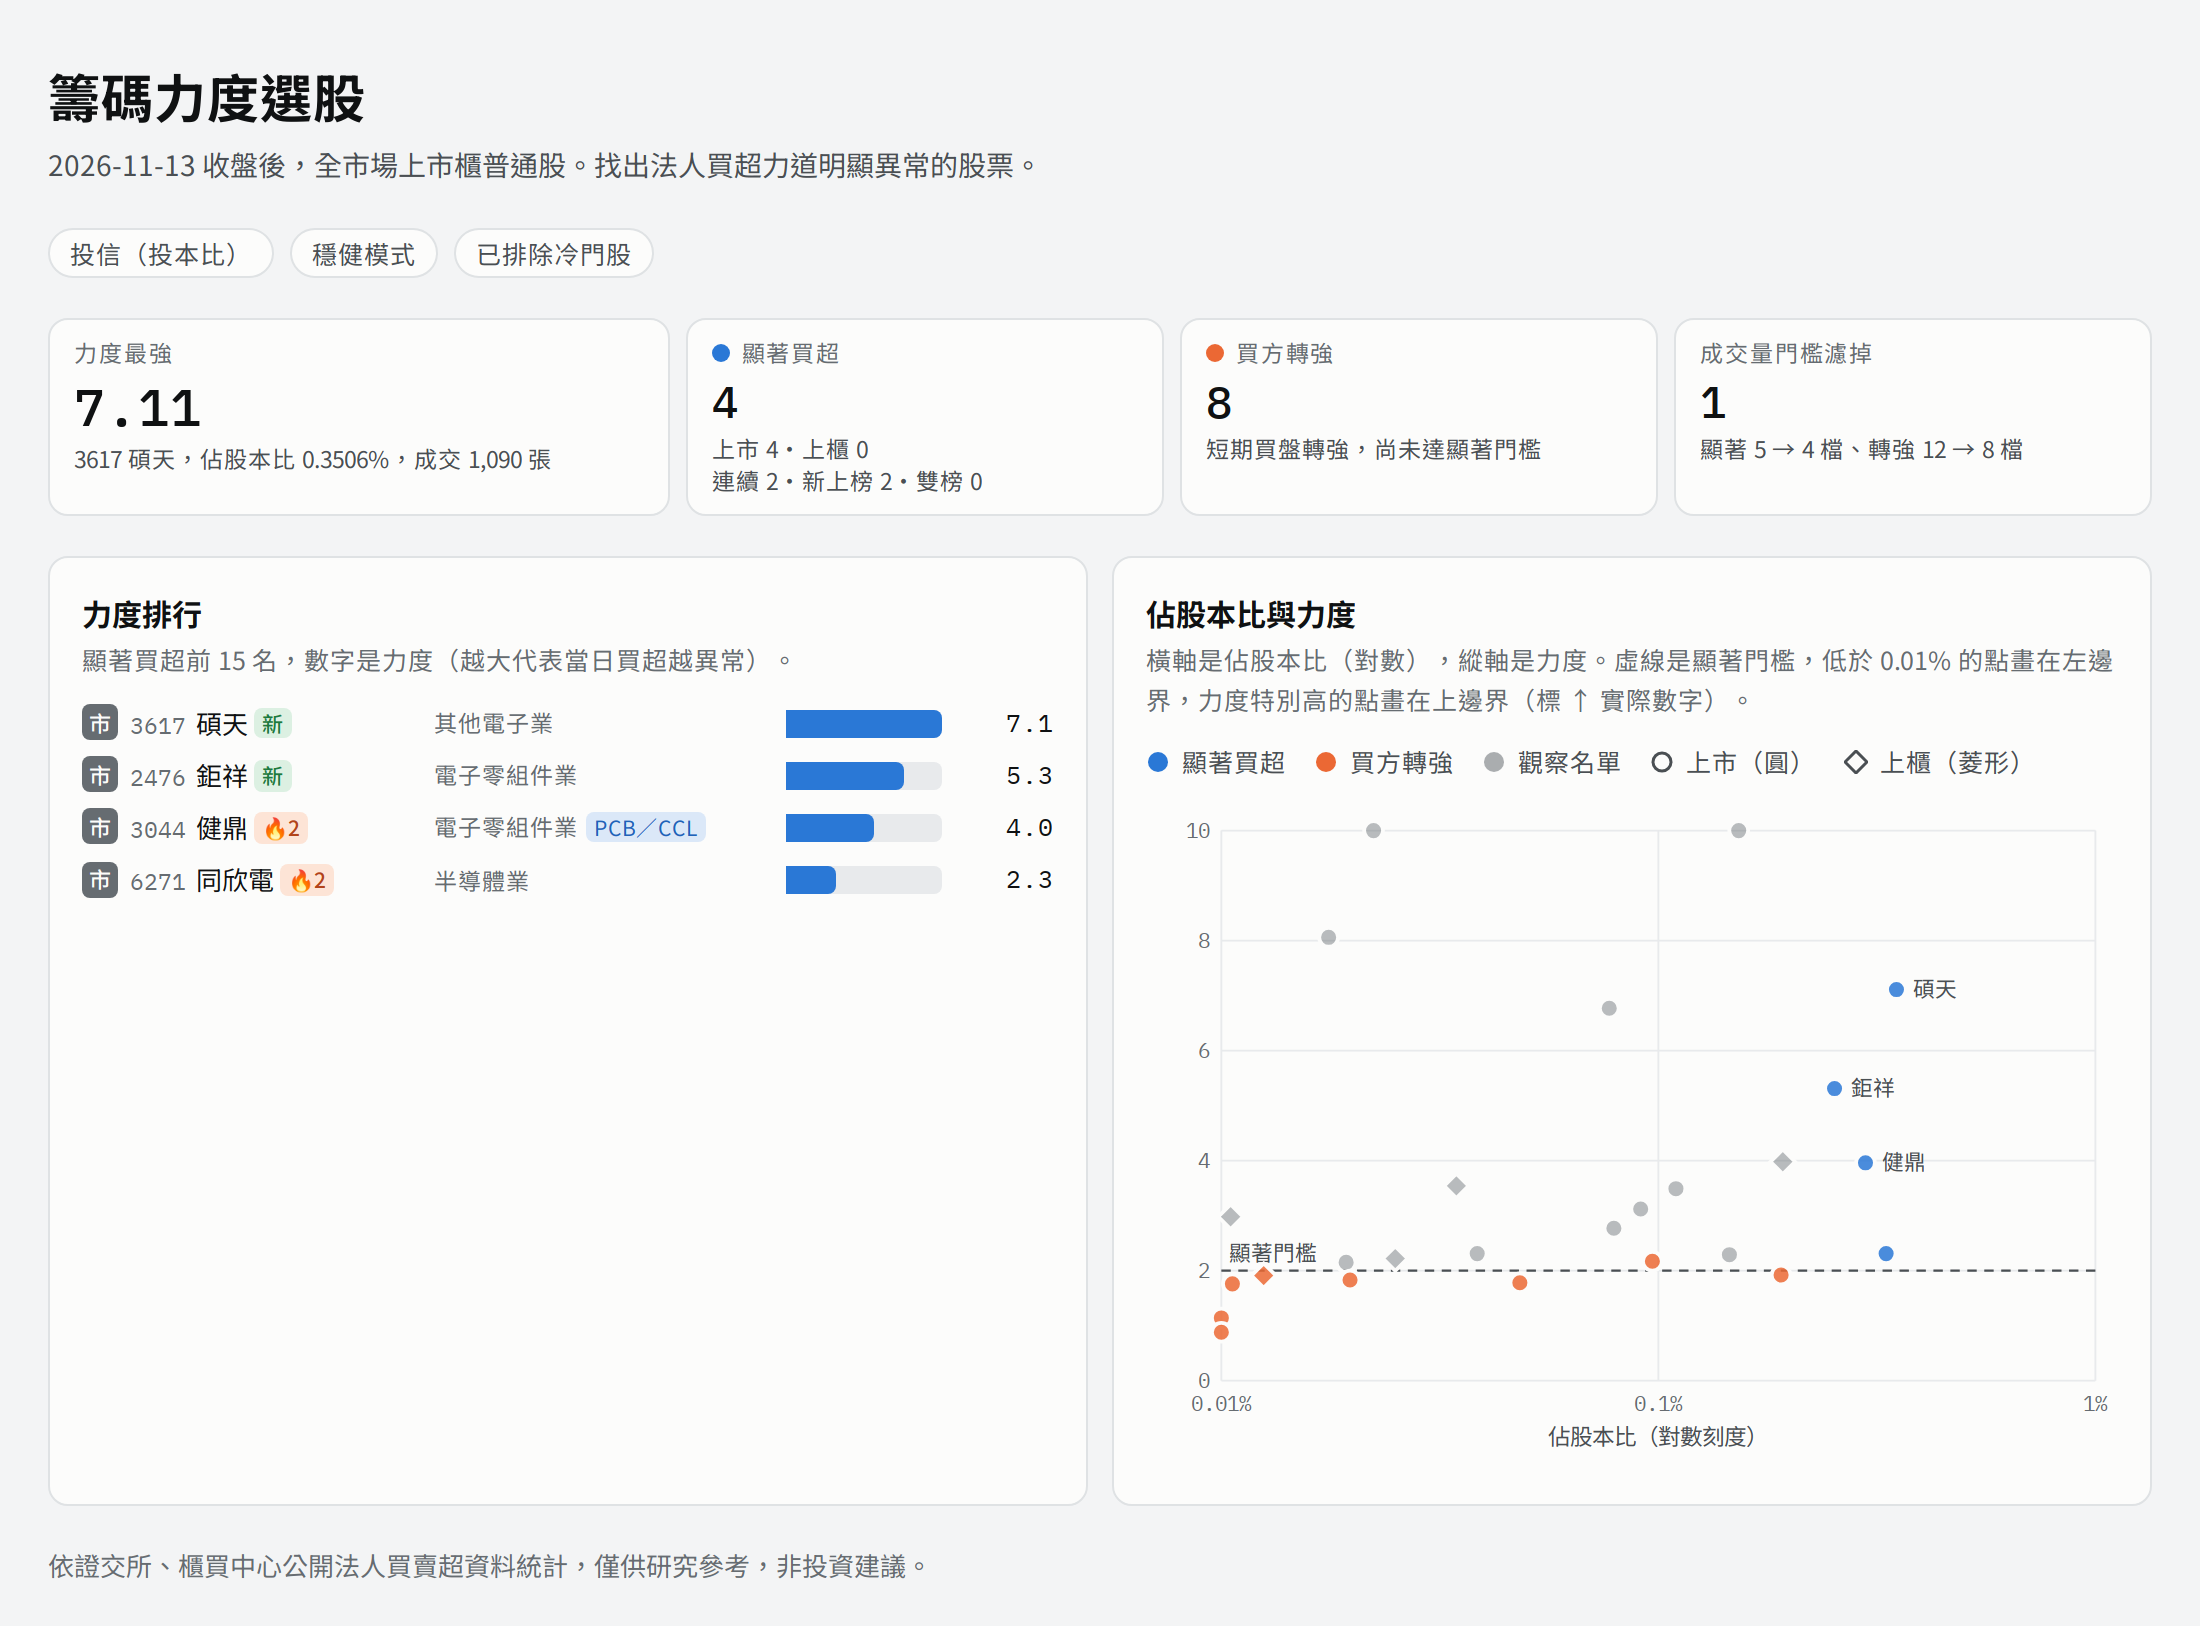 籌碼力度選股
2026-11-13 收盤後，全市場上市櫃普通股。找出法人買超力道明顯異常的股票。
投信（投本比）
穩健模式
已排除冷門股
力度最強
7.11
3617 碩天，佔股本比 0.3506%，成交 1,090 張
顯著買超
4
上市 4・上櫃 0
連續 2・新上榜 2・雙榜 0
買方轉強
8
短期買盤轉強，尚未達顯著門檻
成交量門檻濾掉
1
顯著 5 → 4 檔、轉強 12 → 8 檔
力度排行
顯著買超前 15 名，數字是力度（越大代表當日買超越異常）。
市 3617 碩天 新 其他電子業 7.1
市 2476 鉅祥 新 電子零組件業 5.3
市 3044 健鼎 🔥2 電子零組件業 PCB／CCL 4.0
市 6271 同欣電 🔥2 半導體業 2.3
佔股本比與力度
橫軸是佔股本比（對數），縱軸是力度。虛線是顯著門檻，低於 0.01% 的點畫在左邊
界，力度特別高的點畫在上邊界（標 ↑ 實際數字）。
顯著買超 買方轉強 觀察名單 上市（圓） 上櫃（菱形）
10
8
碩天
6
鉅祥
4
健鼎
顯著門檻
2
0
0.01% 0.1% 1%
佔股本比（對數刻度）
依證交所、櫃買中心公開法人買賣超資料統計，僅供研究參考，非投資建議。